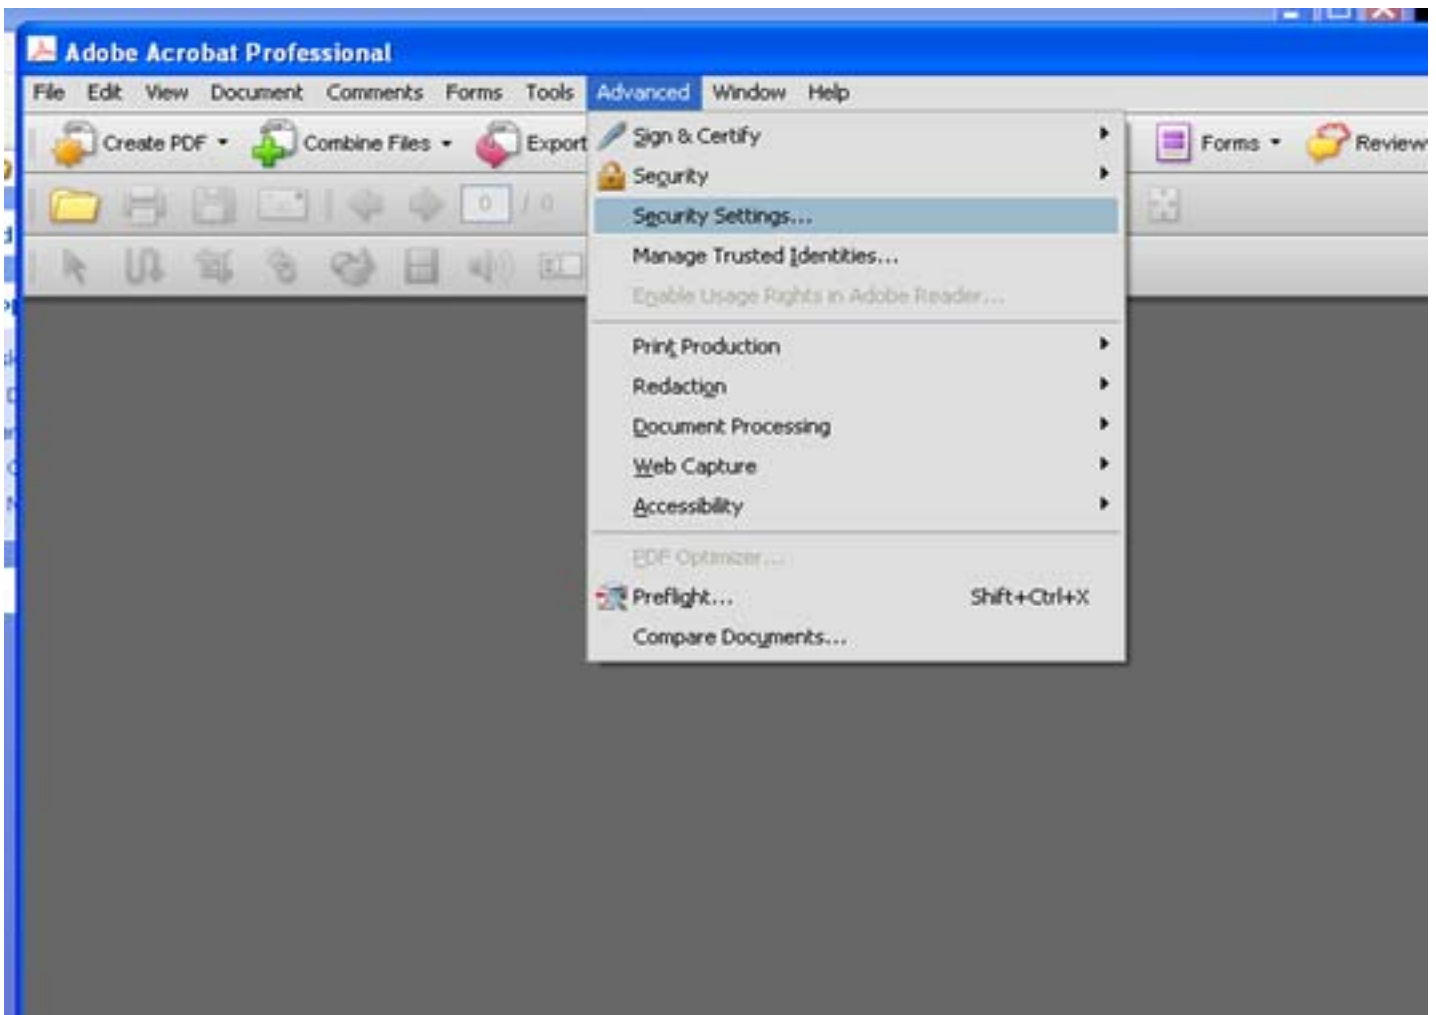 Adobe Acrobat Professional
File Edit View Document Comments Forms Tools Advanced Window Help
Create PDF Combine Files Export Forms Review
0 / 0
Sign & Certify
Security
Security Settings...
Manage Trusted Identities...
Enable Usage Rights in Adobe Reader...
Print Production
Redaction
Document Processing
Web Capture
Accessibility
PDF Optimizer...
Preflight... Shift+Ctrl+X
Compare Documents...